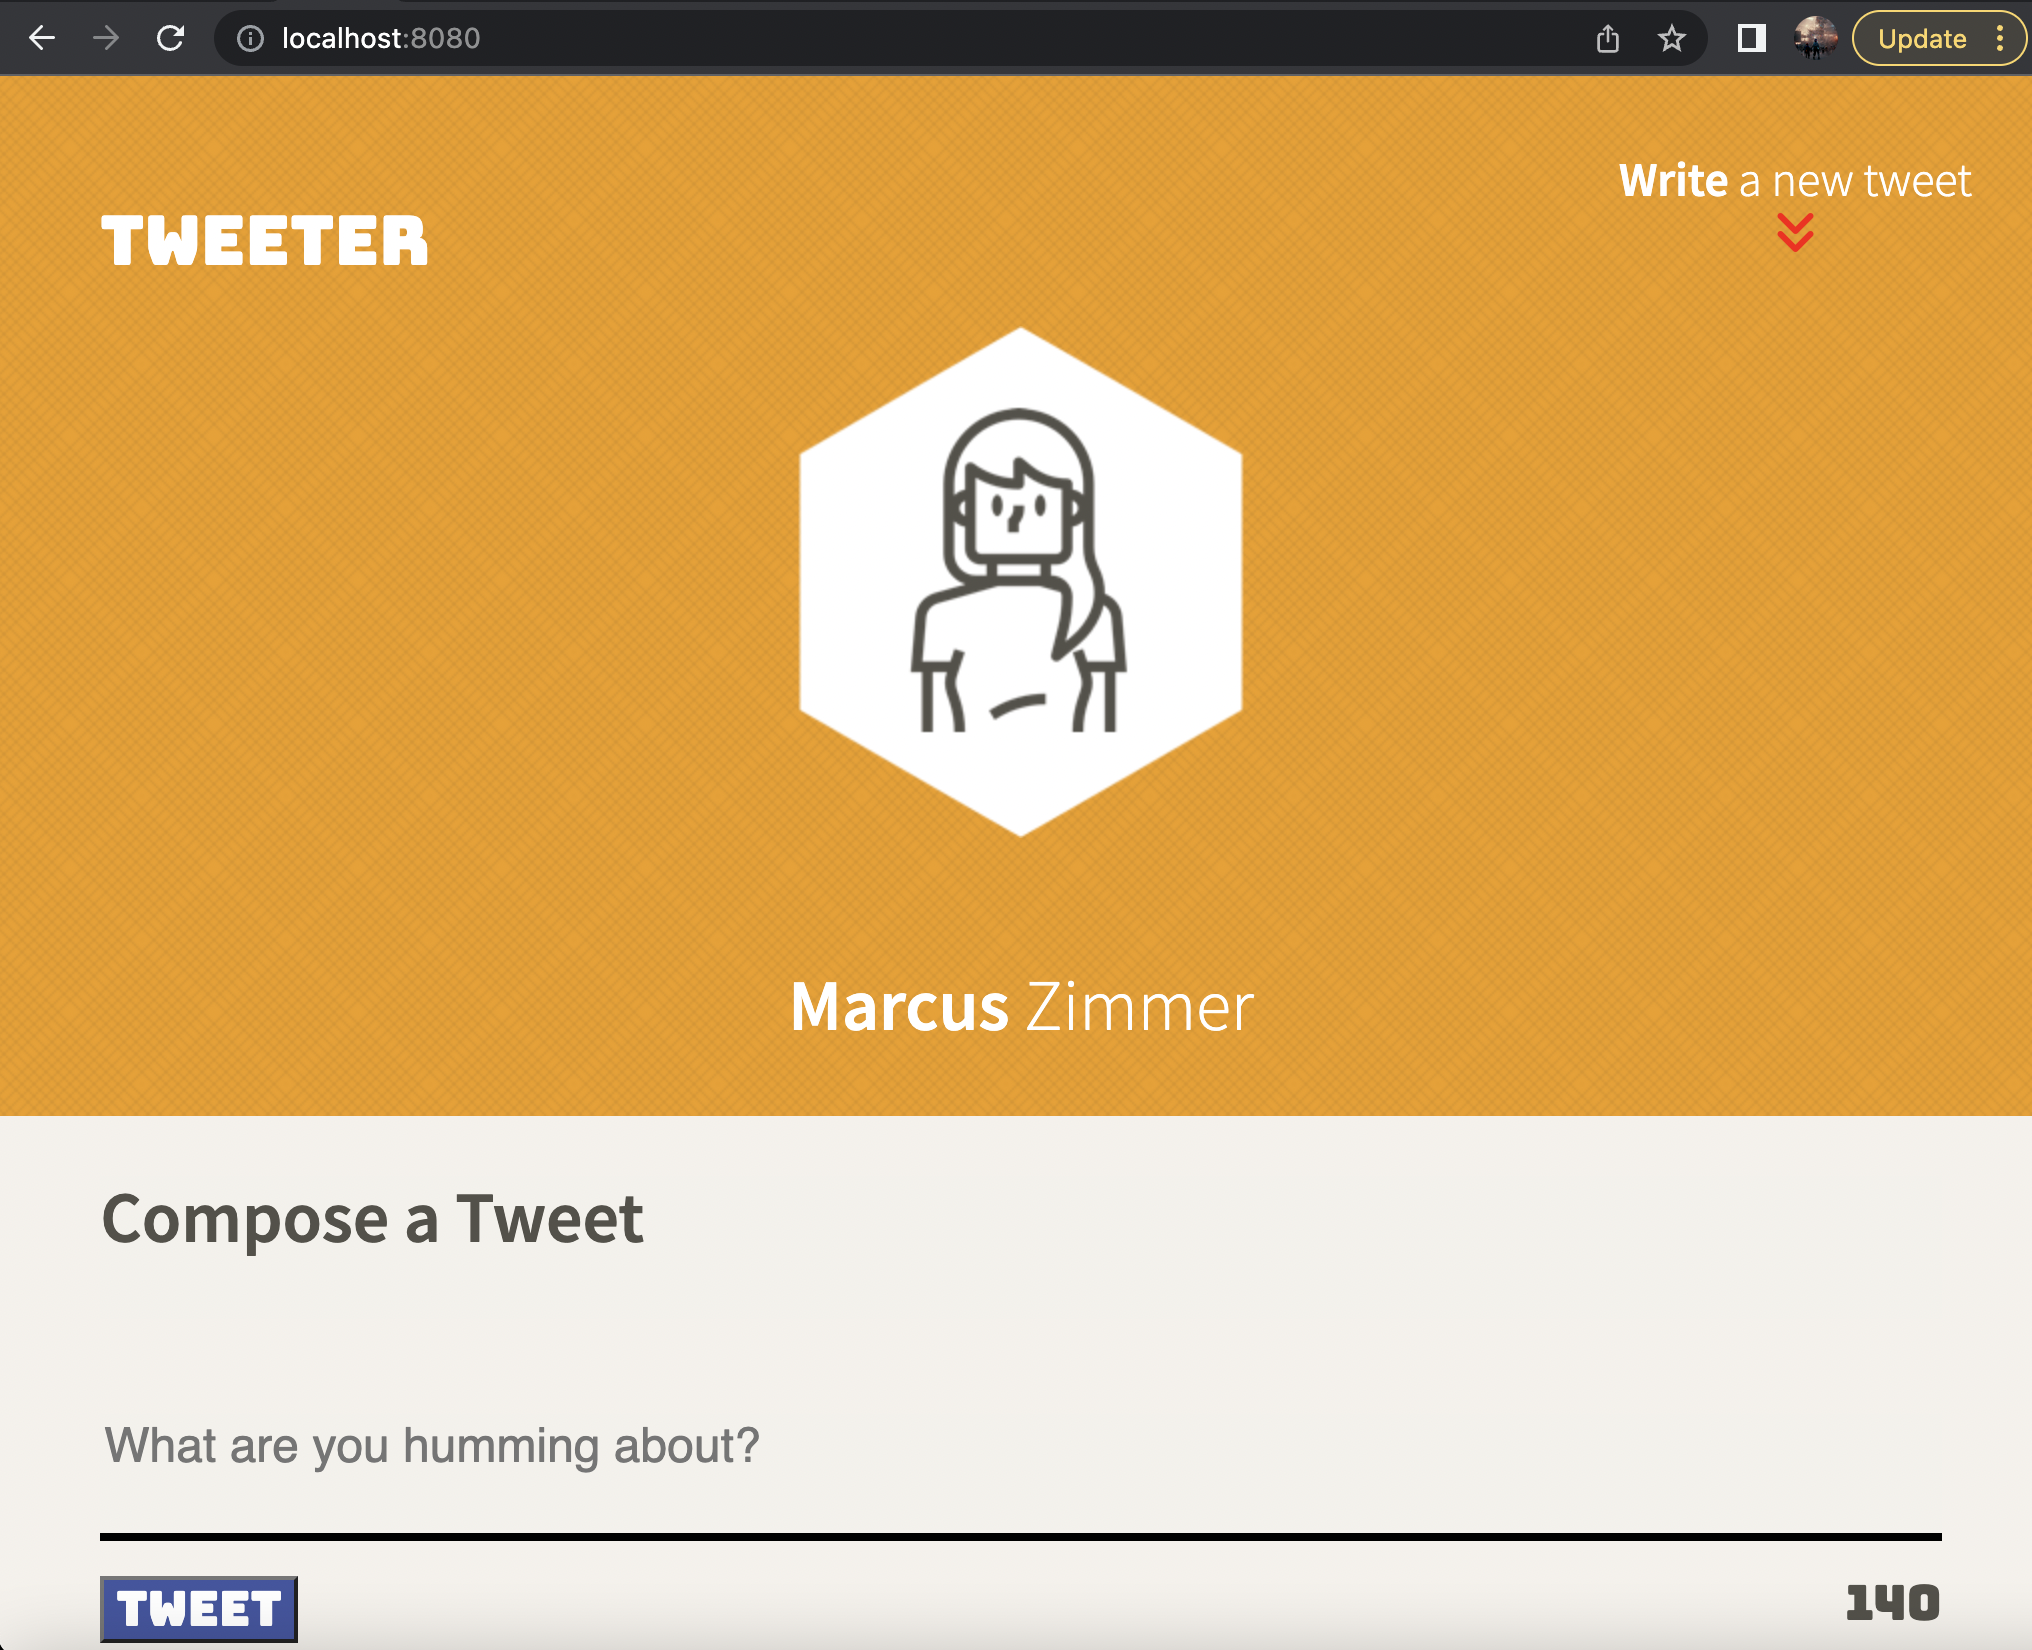 localhost:8080
Update
Write a new tweet
TWEETER
Marcus Zimmer
Compose a Tweet
What are you humming about?
TWEET
140